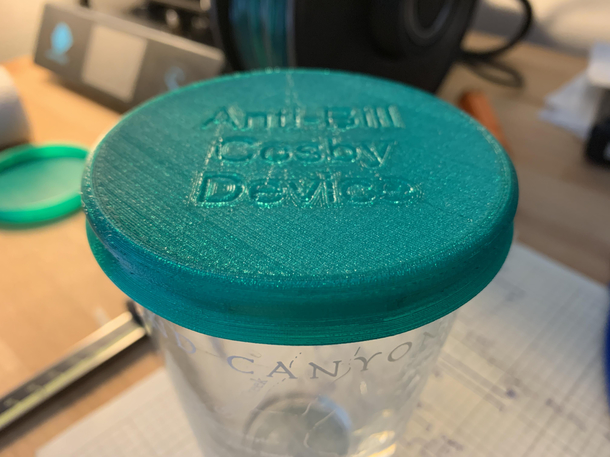 Anti-Bill
Cosby
Device
D CANYON